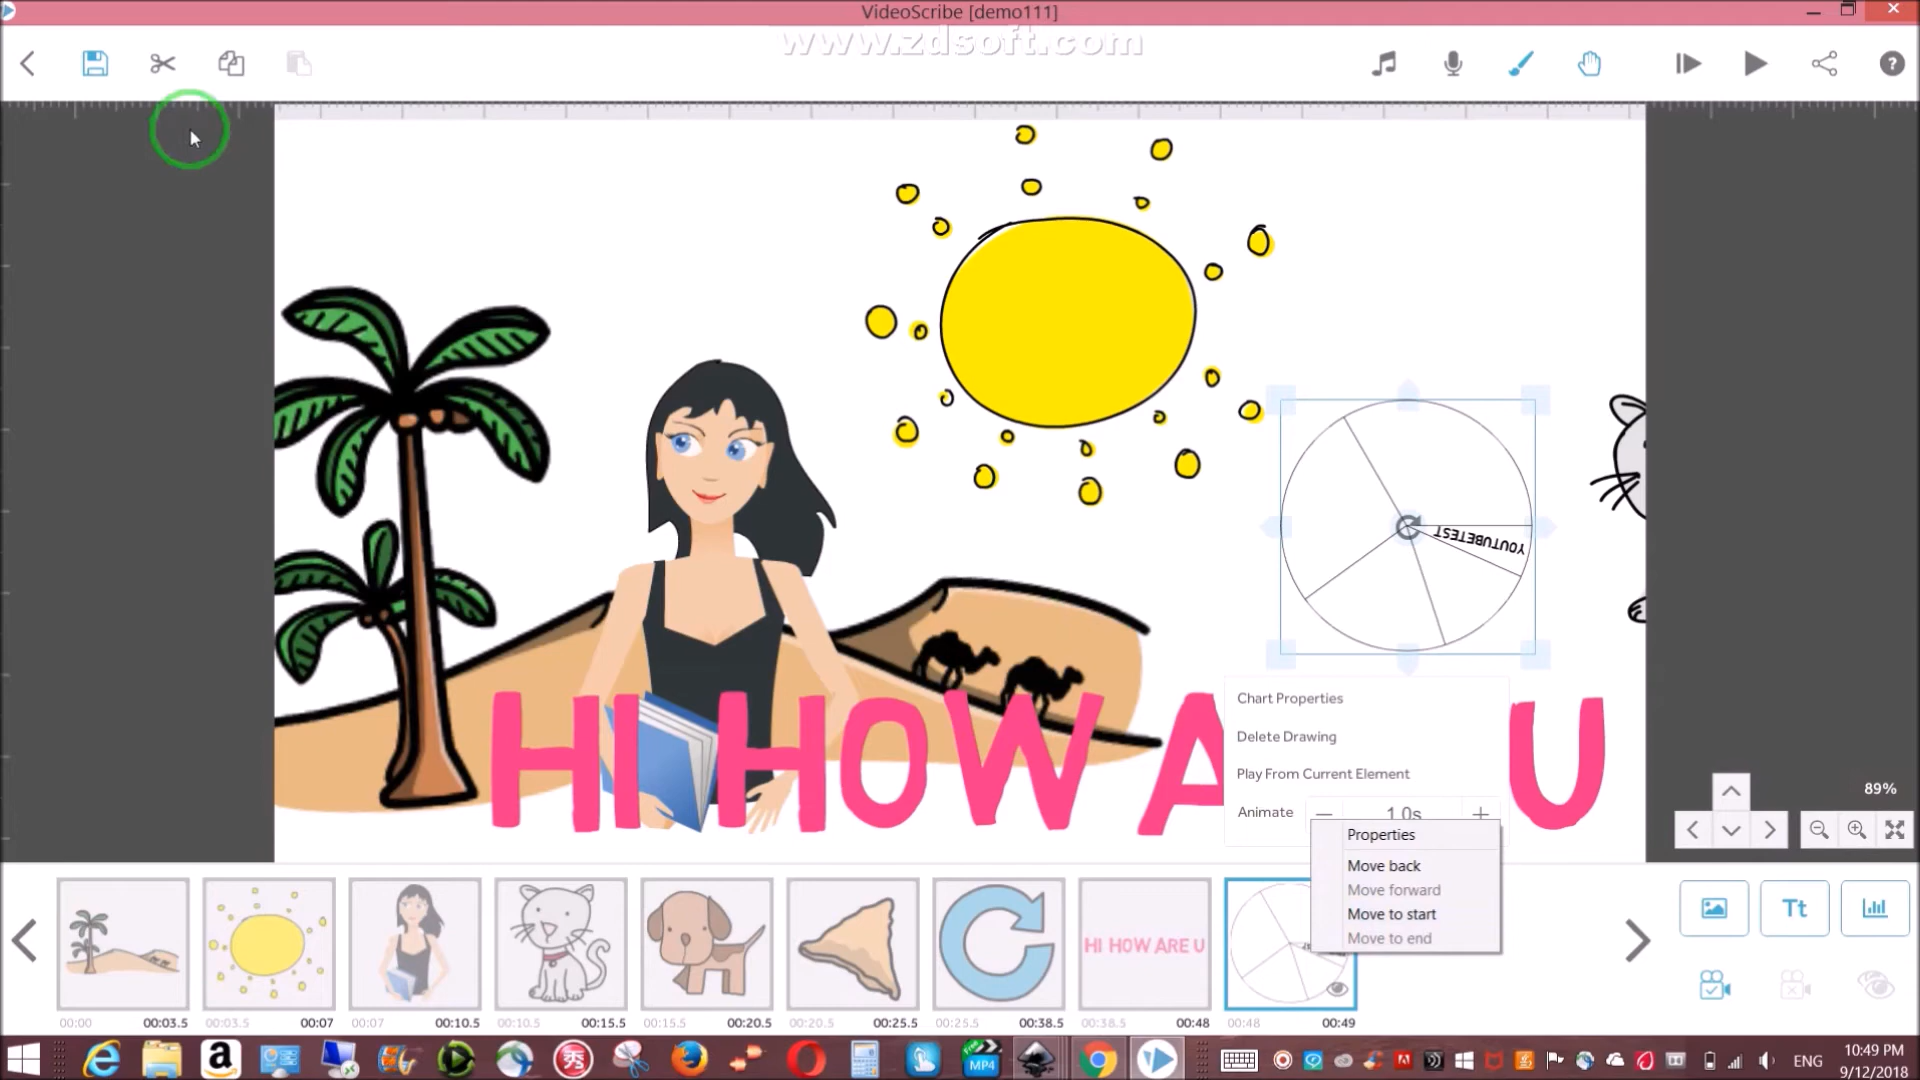 VideoScribe [demo111]
www.zdsoft.com
YOUTUBETEST
HI HOW A U
Chart Properties
Delete Drawing
Play From Current Element
Animate 1.0s
Properties
Move back
Move forward
Move to start
Move to end
89%
HI HOW ARE U
Tt
00:00 00:03.5
00:03.5 00:07
00:07 00:10.5
00:10.5 00:15.5
00:15.5 00:20.5
00:20.5 00:25.5
00:25.5 00:38.5
00:38.5 00:48
00:48 00:49
ENG
10:49 PM
9/12/2018